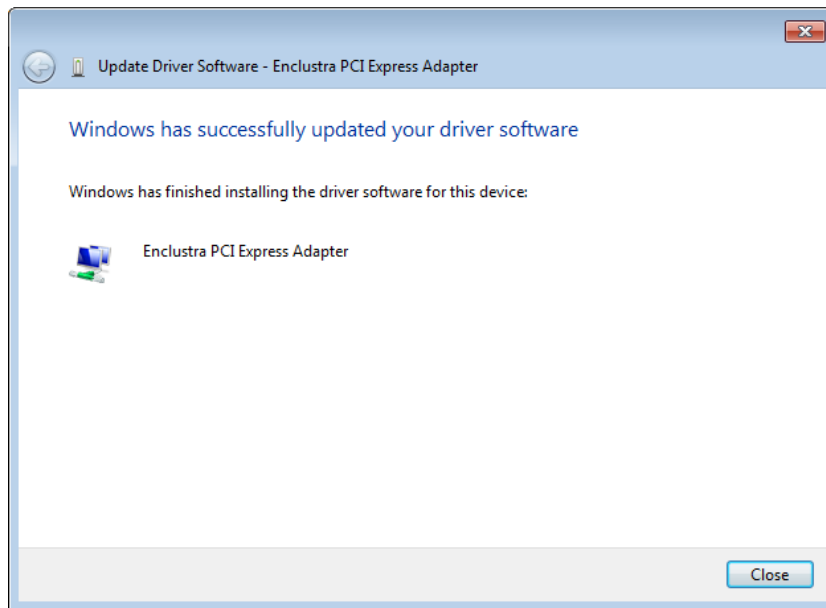 Update Driver Software - Enclustra PCI Express Adapter
Windows has successfully updated your driver software
Windows has finished installing the driver software for this device:
Enclustra PCI Express Adapter
Close